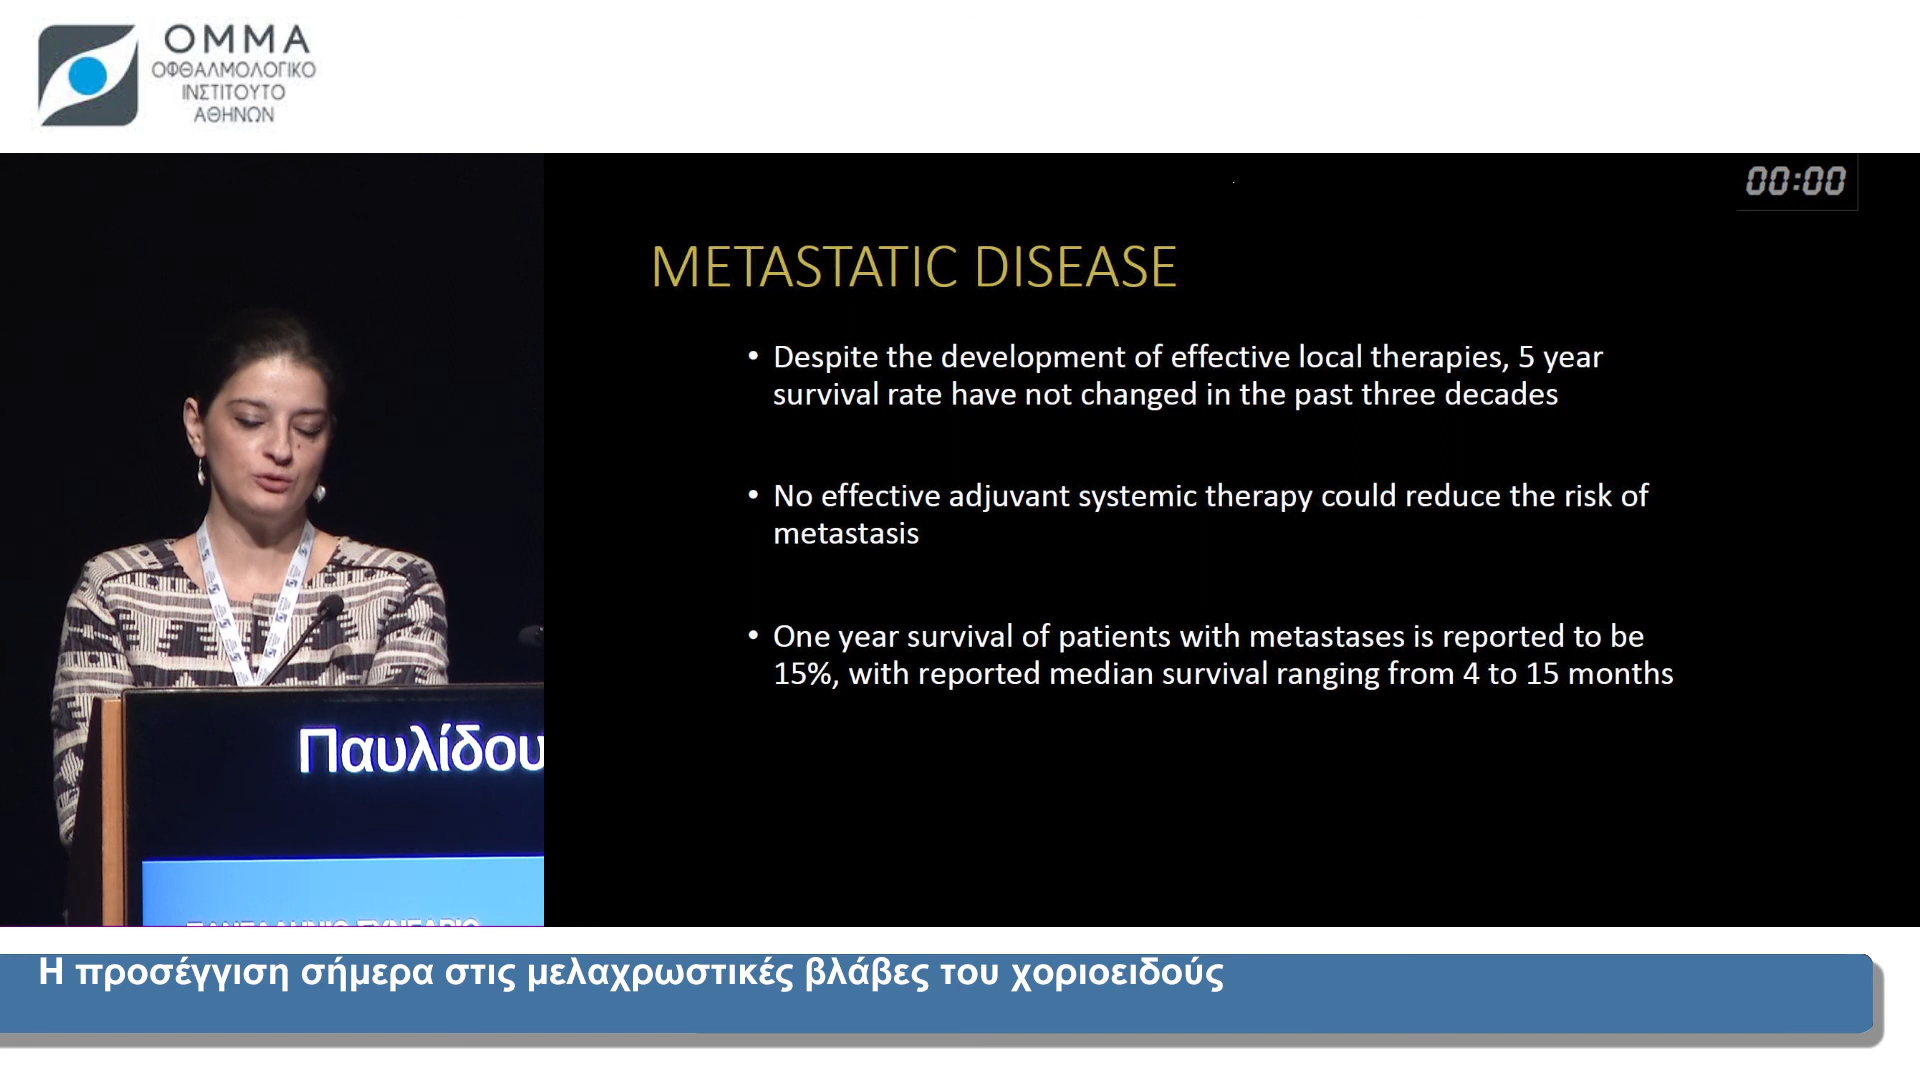 ΟΜΜΑ
ΟΦΘΑΛΜΟΛΟΓΙΚΟ
ΙΝΣΤΙΤΟΥΤΟ
ΑΘΗΝΩΝ
00:00
METASTATIC DISEASE
• Despite the development of effective local therapies, 5 year
survival rate have not changed in the past three decades
• No effective adjuvant systemic therapy could reduce the risk of
metastasis
• One year survival of patients with metastases is reported to be
15%, with reported median survival ranging from 4 to 15 months
Παυλίδου
Η προσέγγιση σήμερα στις μελαχρωστικές βλάβες του χοριοειδούς